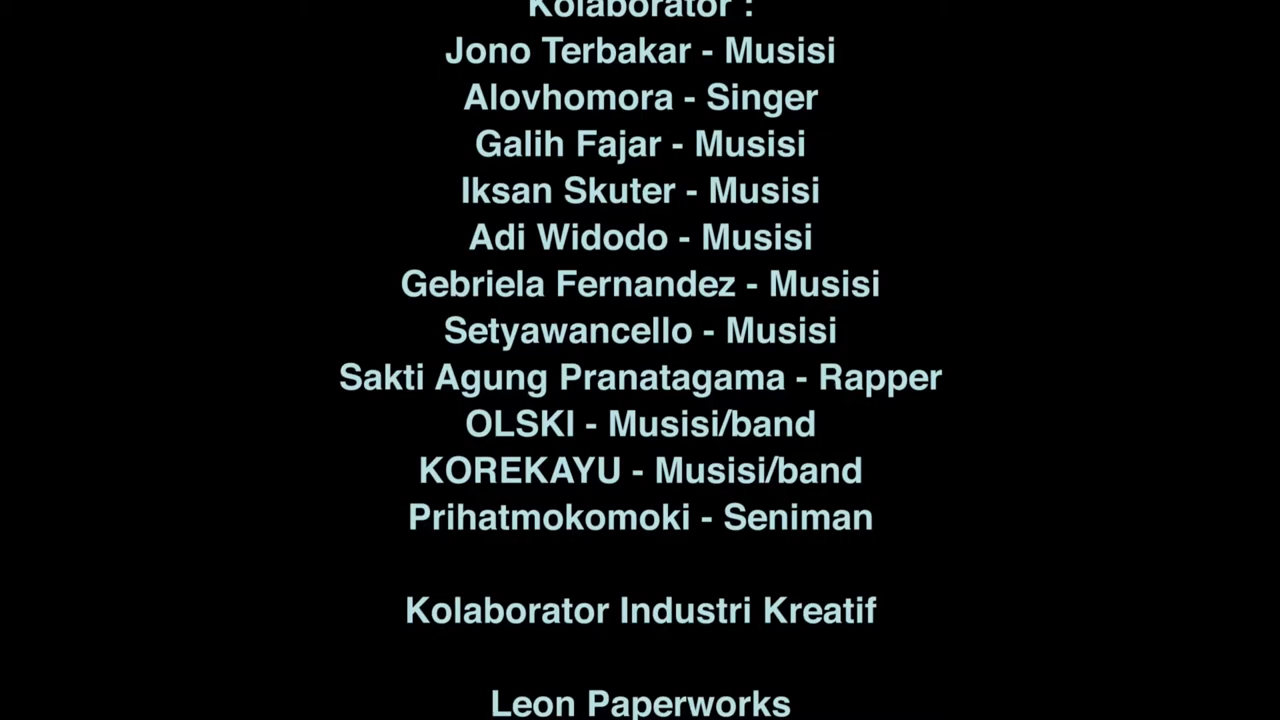 Kolaborator :
Jono Terbakar - Musisi
Alovhomora - Singer
Galih Fajar - Musisi
Iksan Skuter - Musisi
Adi Widodo - Musisi
Gebriela Fernandez - Musisi
Setyawancello - Musisi
Sakti Agung Pranatagama - Rapper
OLSKI - Musisi/band
KOREKAYU - Musisi/band
Prihatmokomoki - Seniman
Kolaborator Industri Kreatif
Leon Paperworks